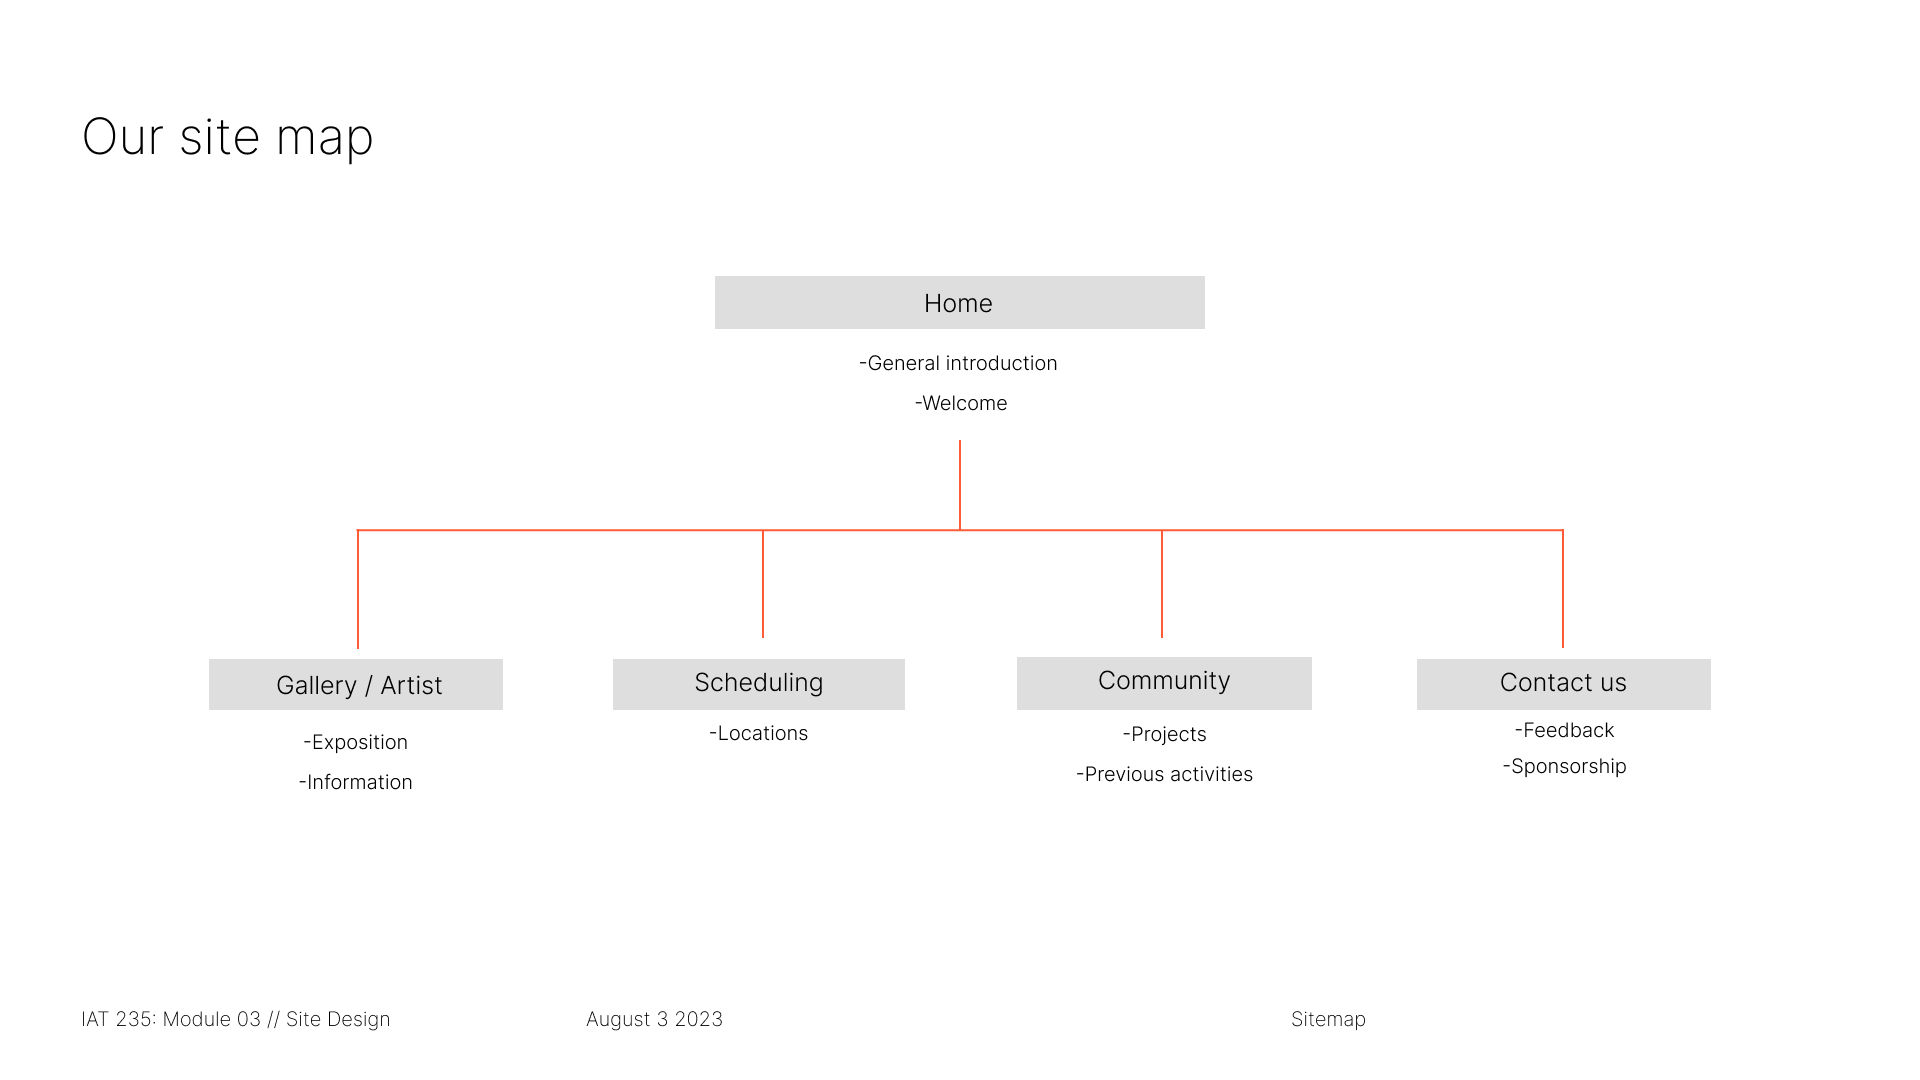 Our site map
Home
-General introduction
-Welcome
Gallery / Artist
-Exposition
-Information
Scheduling
-Locations
Community
-Projects
-Previous activities
Contact us
-Feedback
-Sponsorship
IAT 235: Module 03 // Site Design
August 3 2023
Sitemap